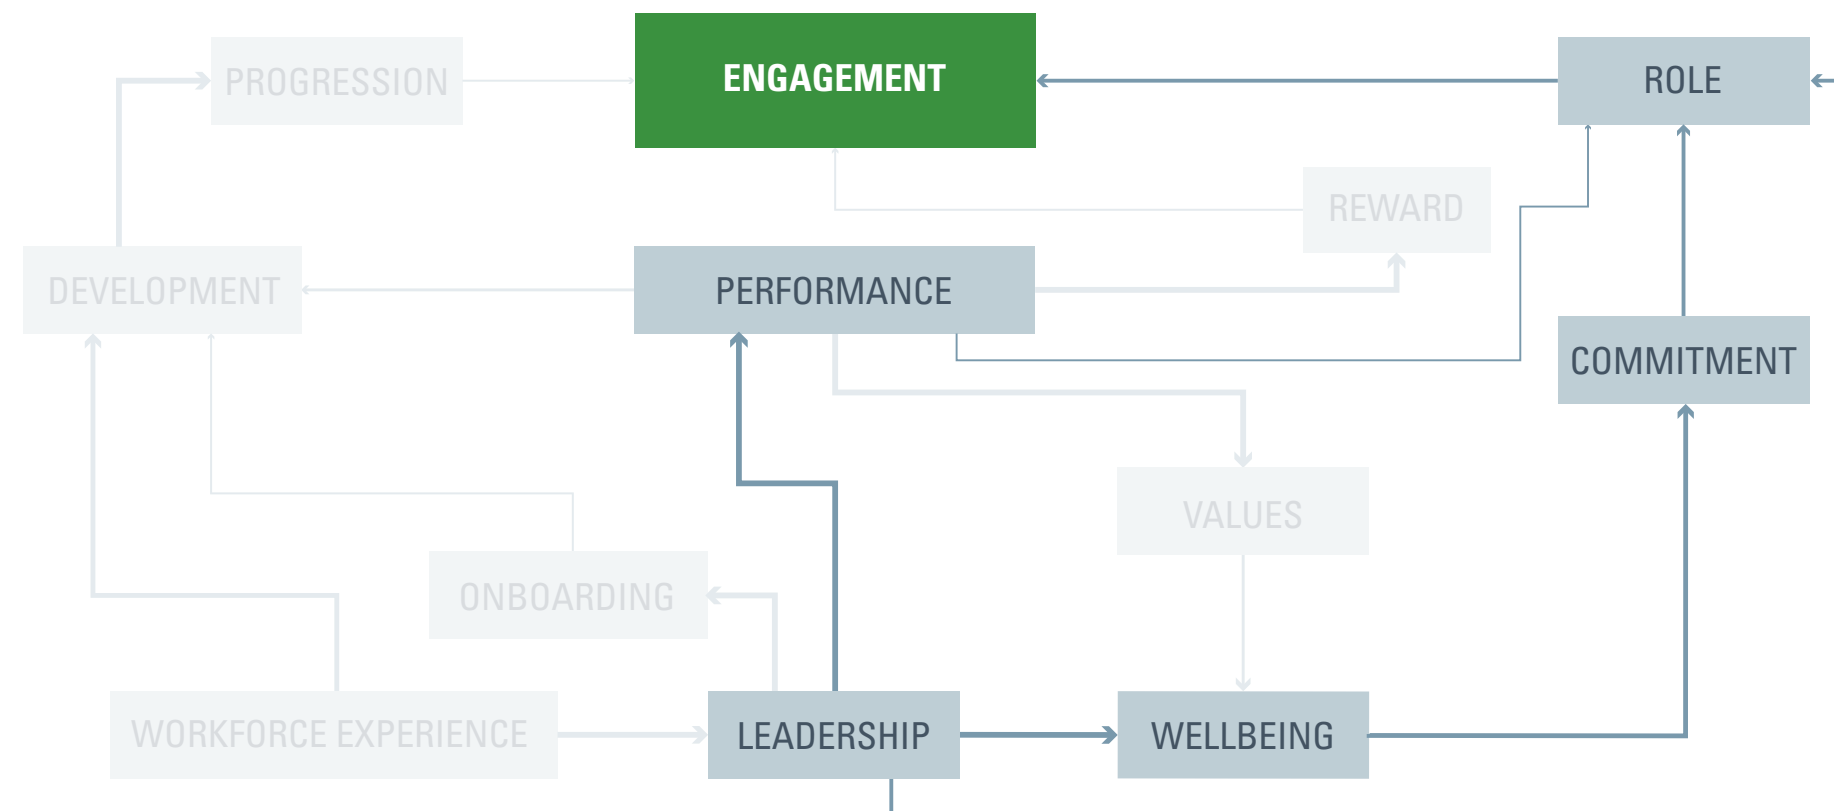 ENGAGEMENT
PROGRESSION
ROLE
REWARD
DEVELOPMENT
PERFORMANCE
COMMITMENT
VALUES
ONBOARDING
WORKFORCE EXPERIENCE
LEADERSHIP
WELLBEING